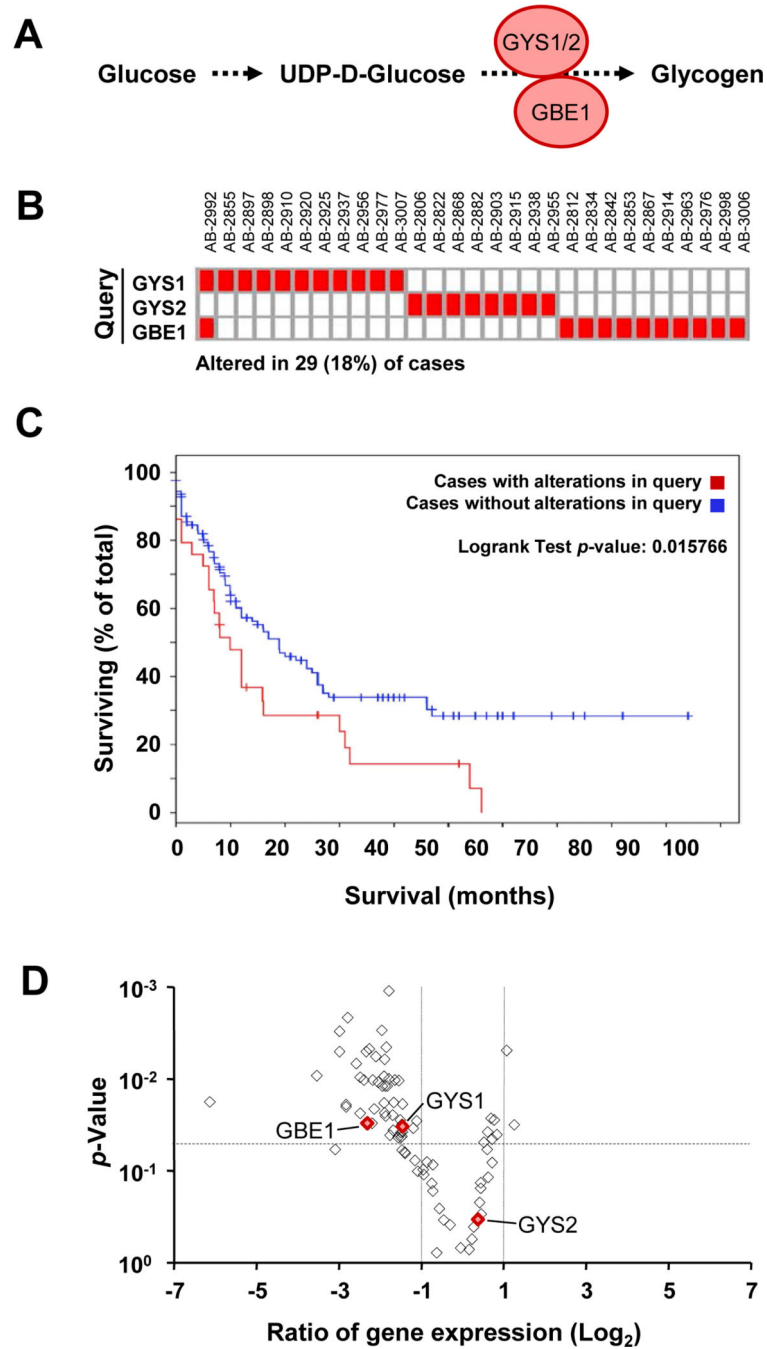 A
GYS1/2
Glucose UDP-D-Glucose Glycogen
GBE1
B
AB-2992
AB-2855
AB-2897
AB-2898
AB-2910
AB-2920
AB-2925
AB-2937
AB-2956
AB-2977
AB-3007
AB-2806
AB-2822
AB-2868
AB-2882
AB-2903
AB-2915
AB-2938
AB-2955
AB-2812
AB-2834
AB-2842
AB-2853
AB-2867
AB-2914
AB-2963
AB-2976
AB-2998
AB-3006
Query
GYS1
GYS2
GBE1
Altered in 29 (18%) of cases
C
Surviving (% of total)
100
80
60
40
20
0
Cases with alterations in query
Cases without alterations in query
Logrank Test p-value: 0.015766
0 10 20 30 40 50 60 80 90 100
Survival (months)
D
p-Value
10⁻³
10⁻²
10⁻¹
10⁰
GYS1
GBE1
GYS2
-7 -5 -3 -1 1 3 5 7
Ratio of gene expression (Log₂)